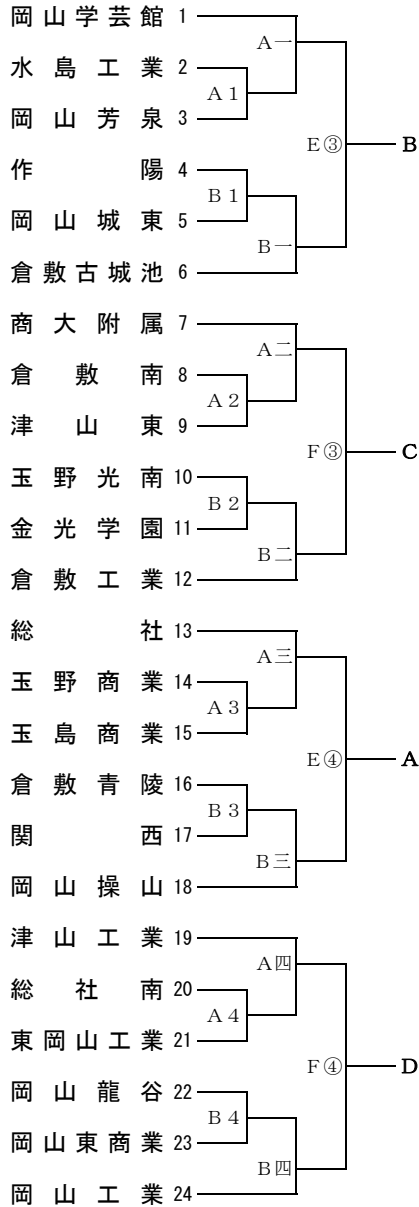 岡山学芸館 1
A一
水島工業 2
A1
岡山芳泉 3
E③ B
作陽 4
B1
岡山城東 5
B一
倉敷古城池 6
商大附属 7
A二
倉敷南 8
A2
津山東 9
F③ C
玉野光南 10
B2
金光学園 11
B二
倉敷工業 12
総社 13
A三
玉野商業 14
A3
玉島商業 15
E④ A
倉敷青陵 16
B3
関西 17
B三
岡山操山 18
津山工業 19
A四
総社南 20
A4
東岡山工業 21
F④ D
岡山龍谷 22
B4
岡山東商業 23
B四
岡山工業 24